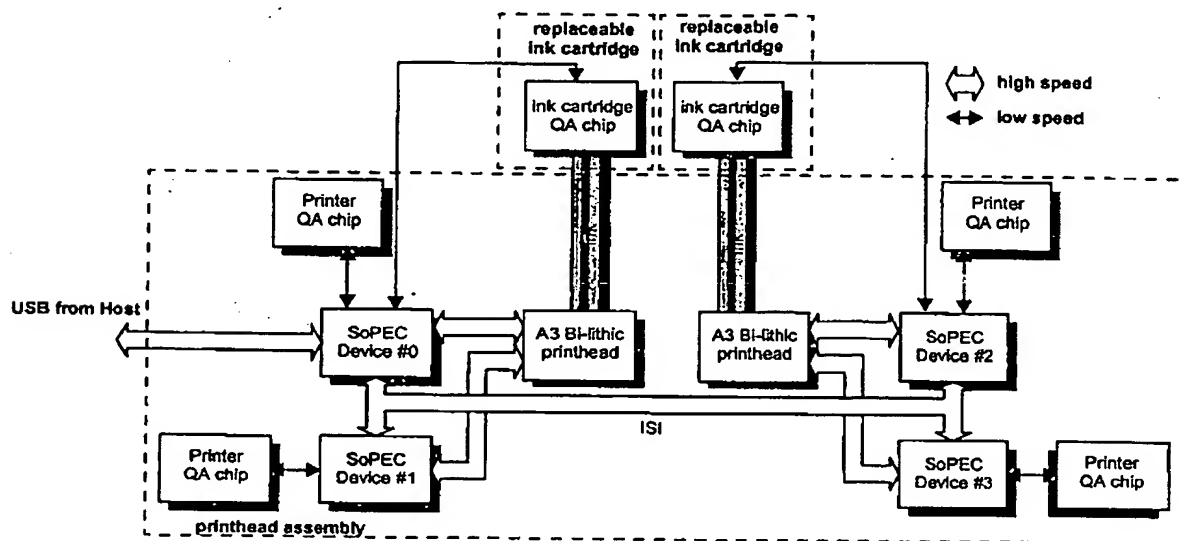 replaceable
ink cartridge
replaceable
ink cartridge
ink cartridge
QA chip
ink cartridge
QA chip
high speed
low speed
Printer
QA chip
Printer
QA chip
USB from Host
SoPEC
Device #0
A3 Bi-lithic
printhead
A3 Bi-lithic
printhead
SoPEC
Device #2
ISI
Printer
QA chip
SoPEC
Device #1
SoPEC
Device #3
Printer
QA chip
printhead assembly